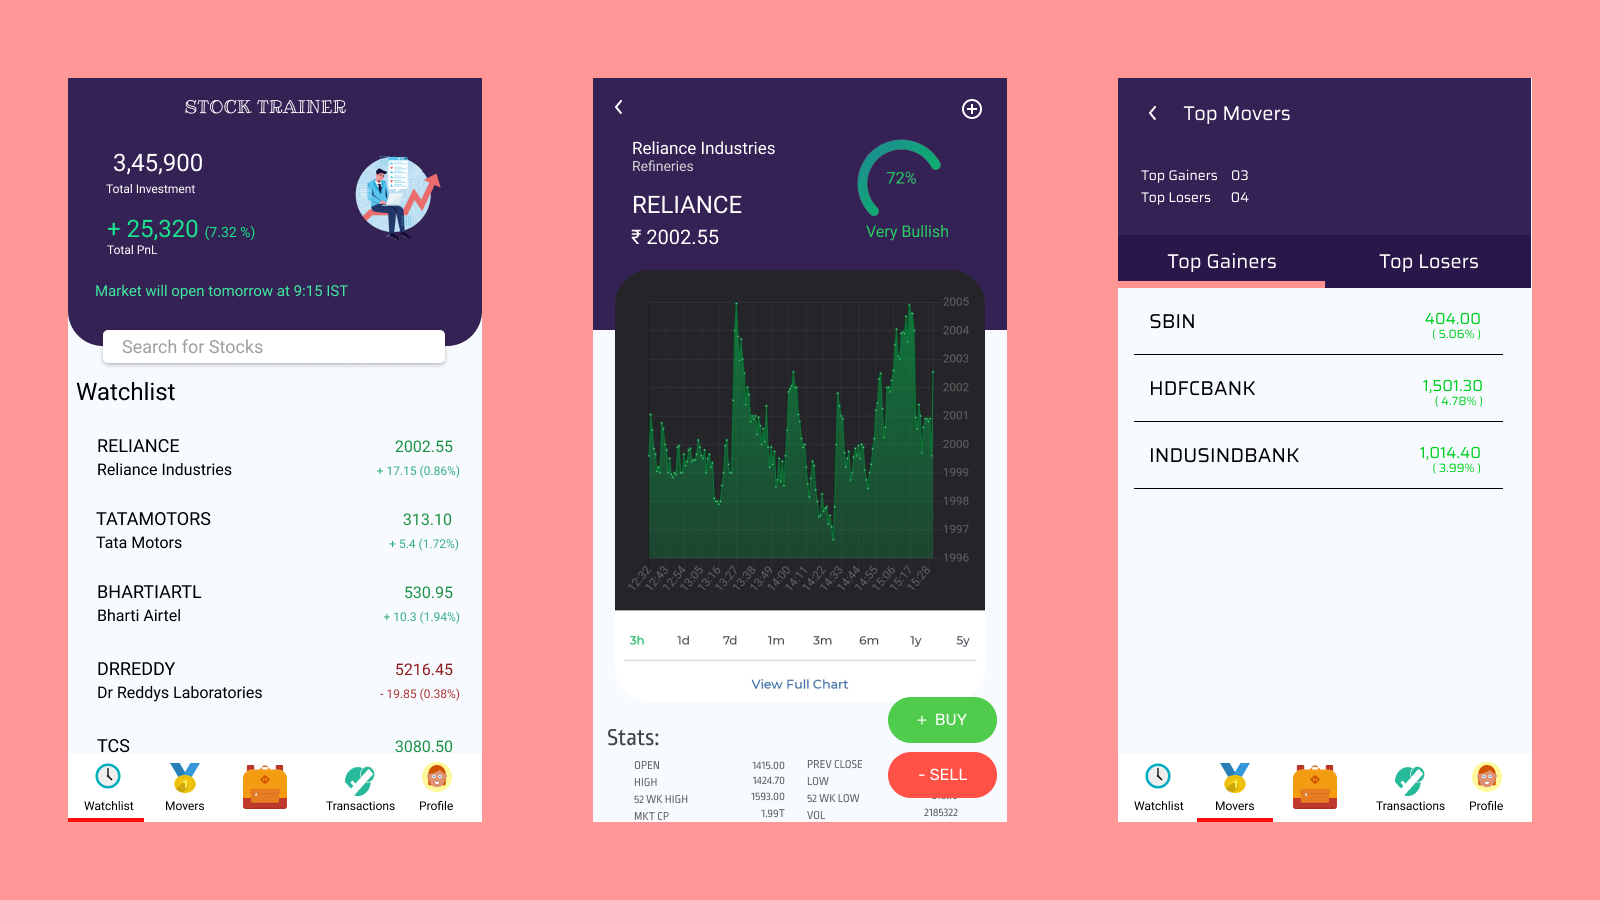 STOCK TRAINER
3,45,900
Total Investment
+ 25,320 (7.32 %)
Total PnL
Market will open tomorrow at 9:15 IST
Search for Stocks
Watchlist
RELIANCE 2002.55
Reliance Industries + 17.15 (0.86%)
TATAMOTORS 313.10
Tata Motors + 5.4 (1.72%)
BHARTIARTL 530.95
Bharti Airtel + 10.3 (1.94%)
DRREDDY 5216.45
Dr Reddys Laboratories - 19.85 (0.38%)
TCS 3080.50
Watchlist Movers Transactions Profile
Reliance Industries
Refineries
72%
RELIANCE
₹ 2002.55
Very Bullish
2005
2004
2003
2002
2001
2000
1999
1998
1997
1996
12:32 12:43 12:54 13:05 13:16 13:27 13:38 13:49 14:00 14:11 14:22 14:33 14:44 14:55 15:06 15:17 15:28
3h 1d 7d 1m 3m 6m 1y 5y
View Full Chart
+ BUY
Stats:
- SELL
OPEN 1415.00 PREV CLOSE
HIGH 1424.70 LOW
52 WK HIGH 1593.00 52 WK LOW
MKT CP 1.99T VOL 2185322
Top Movers
Top Gainers 03
Top Losers 04
Top Gainers Top Losers
SBIN 404.00
( 5.06% )
HDFCBANK 1,501.30
( 4.78% )
INDUSINDBANK 1,014.40
( 3.99% )
Watchlist Movers Transactions Profile